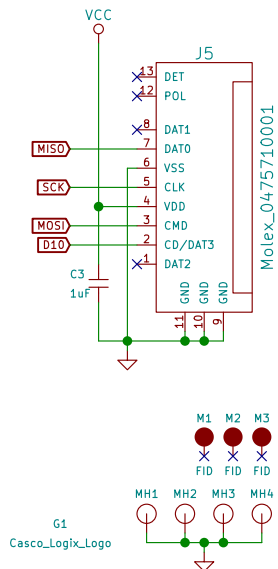 VCC
J5
13 DET
12 POL
8 DAT1
MISO 7 DAT0
6 VSS
SCK 5 CLK
4 VDD
MOSI 3 CMD
D10 2 CD/DAT3
1 DAT2
Molex_0475710001
C3
1uF
GND GND GND
11 10 9
M1 M2 M3
FID FID FID
MH1 MH2 MH3 MH4
G1
Casco_Logix_Logo